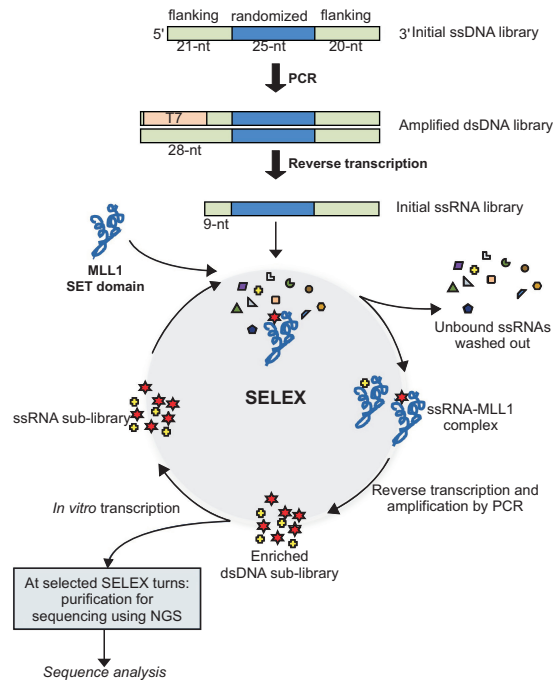 flanking randomized flanking
5' 3' Initial ssDNA library
21-nt 25-nt 20-nt
PCR
T7
Amplified dsDNA library
28-nt
Reverse transcription
Initial ssRNA library
9-nt
MLL1
SET domain
Unbound ssRNAs
washed out
SELEX
ssRNA sub-library
ssRNA-MLL1
complex
Reverse transcription and
amplification by PCR
In vitro transcription
Enriched
dsDNA sub-library
At selected SELEX turns:
purification for
sequencing using NGS
Sequence analysis